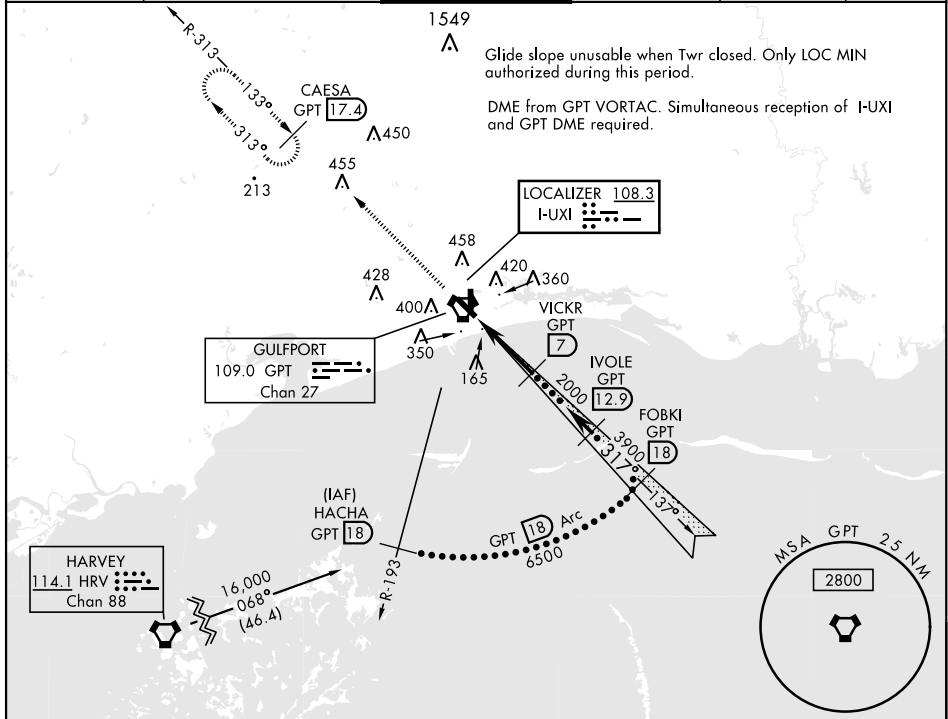 1549
Glide slope unusable when Twr closed. Only LOC MIN
authorized during this period.
DME from GPT VORTAC. Simultaneous reception of I-UXI
and GPT DME required.
R-313
133°
313°
CAESA
GPT 17.4
450
455
213
LOCALIZER 108.3
I-UXI
458
420
360
428
400
350
165
GULFPORT
109.0 GPT
Chan 27
VICKR
GPT
7
IVOLE
GPT
12.9
2000
FOBKI
GPT
18
3900
317°
137°
(IAF)
HACHA
GPT 18
GPT 18 Arc
6500
R-193
HARVEY
114.1 HRV
Chan 88
16,000
068°
(46.4)
MSA GPT 25 NM
2800